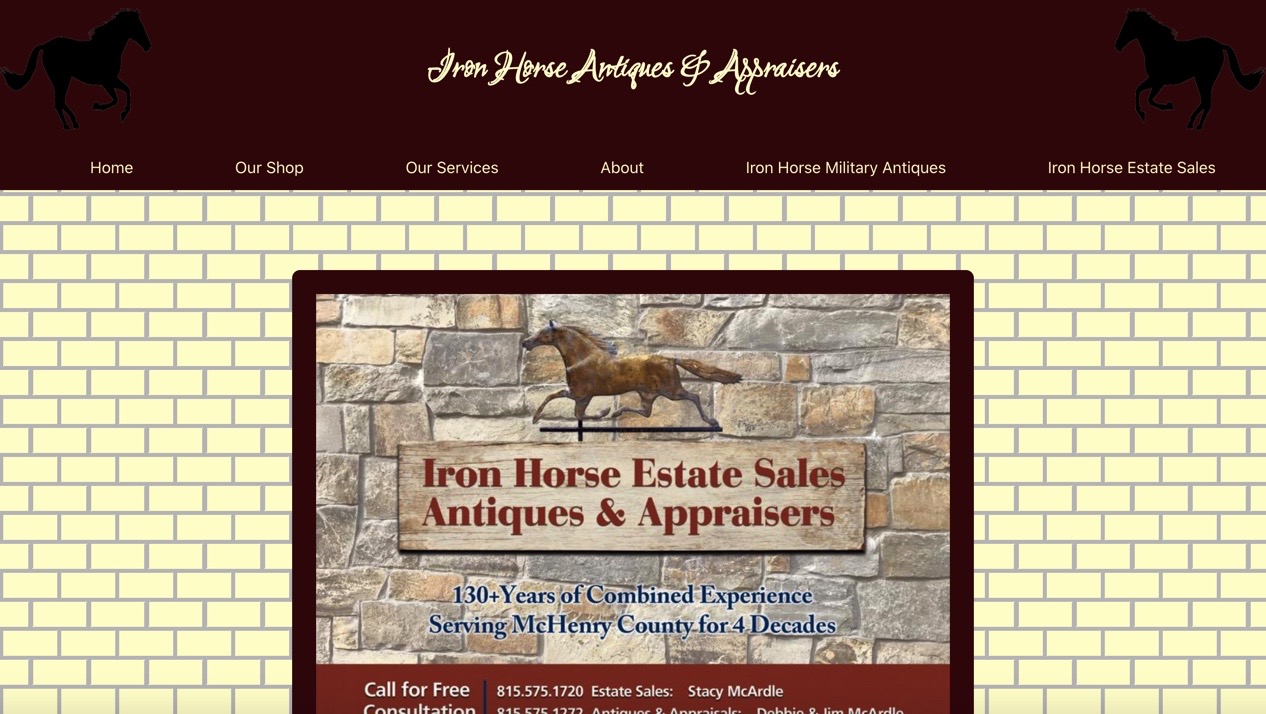 Iron Horse Antiques & Appraisers
Home Our Shop Our Services About Iron Horse Military Antiques Iron Horse Estate Sales
Iron Horse Estate Sales
Antiques & Appraisers
130+Years of Combined Experience
Serving McHenry County for 4 Decades
Call for Free 815.575.1720 Estate Sales: Stacy McArdle
Consultation 815.575.1272 Antiques & Appraisals: Debbie & Jim McArdle